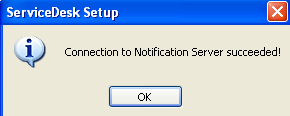 ServiceDesk Setup
Connection to Notification Server succeeded!
OK